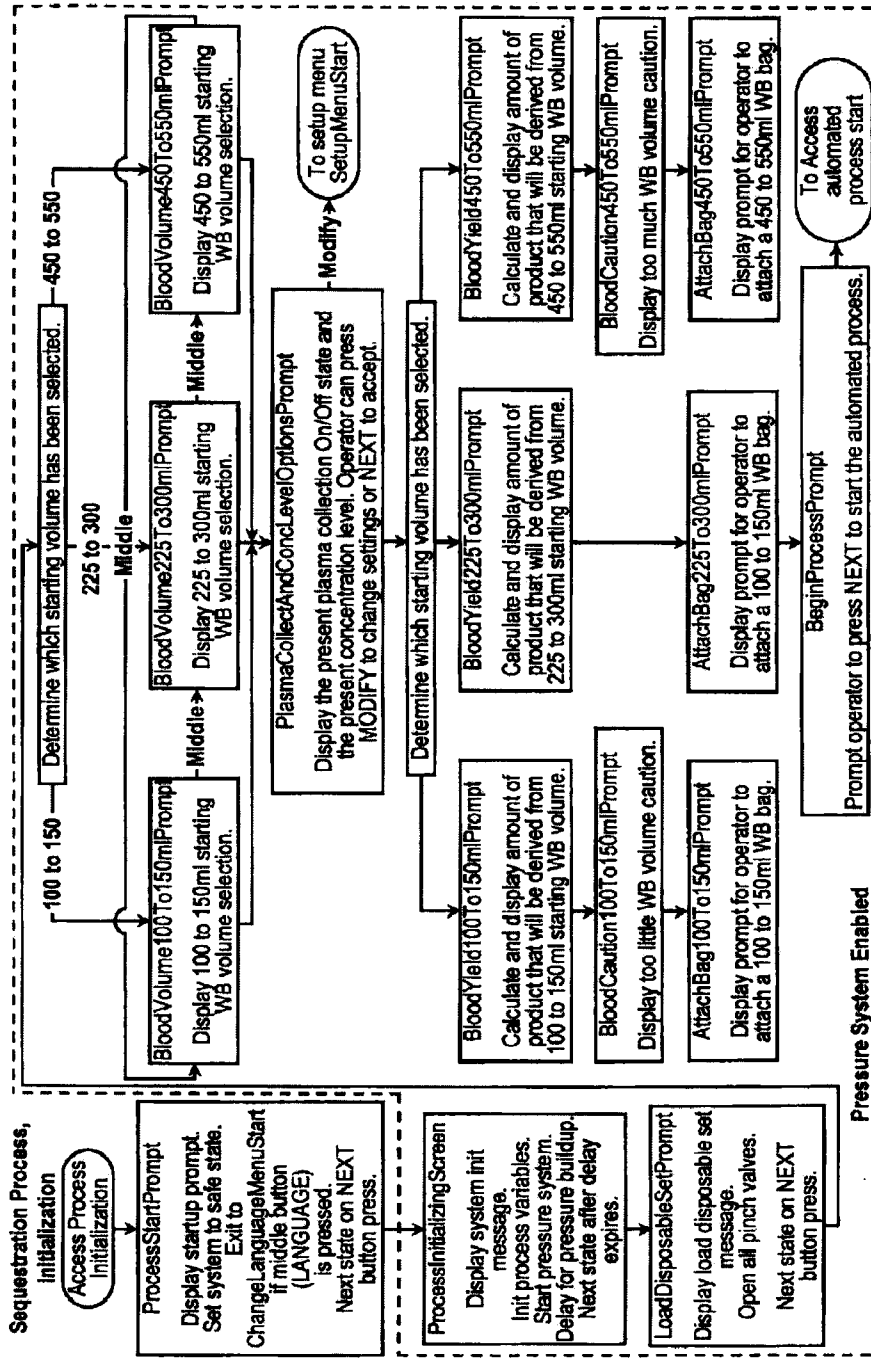 Sequestration Process,
Initialization
Access Process
Initialization
ProcessStartPrompt
Display startup prompt.
Set system to safe state.
Exit to
ChangeLanguageMenuStart
if middle button
(LANGUAGE)
is pressed.
Next state on NEXT
button press.
ProcessInitializingScreen
Display system init
message.
Init process variables.
Start pressure system.
Delay for pressure buildup.
Next state after delay
expires.
LoadDisposableSetPrompt
Display load disposable set
message.
Open all pinch valves.
Next state on NEXT
button press.
Pressure System Enabled
Determine which starting volume has been selected.
100 to 150
225 to 300
450 to 550
Middle
BloodVolume100To150mlPrompt
Display 100 to 150ml starting
WB volume selection.
Middle
BloodVolume225To300mlPrompt
Display 225 to 300ml starting
WB volume selection.
Middle
BloodVolume450To550mlPrompt
Display 450 to 550ml starting
WB volume selection.
PlasmaCollectAndConcLevelOptionsPrompt
Display the present plasma collection On/Off state and
the present concentration level. Operator can press
MODIFY to change settings or NEXT to accept.
Modify
To setup menu
SetupMenuStart
Determine which starting volume has been selected.
BloodYield100To150mlPrompt
Calculate and display amount of
product that will be derived from
100 to 150ml starting WB volume.
BloodYield225To300mlPrompt
Calculate and display amount of
product that will be derived from
225 to 300ml starting WB volume.
BloodYield450To550mlPrompt
Calculate and display amount of
product that will be derived from
450 to 550ml starting WB volume.
BloodCaution100To150mlPrompt
Display too little WB volume caution.
BloodCaution450To550mlPrompt
Display too much WB volume caution.
AttachBag100To150mlPrompt
Display prompt for operator to
attach a 100 to 150ml WB bag.
AttachBag225To300mlPrompt
Display prompt for operator to
attach a 100 to 150ml WB bag.
AttachBag450To550mlPrompt
Display prompt for operator to
attach a 450 to 550ml WB bag.
BeginProcessPrompt
Prompt operator to press NEXT to start the automated process.
To Access
automated
process start